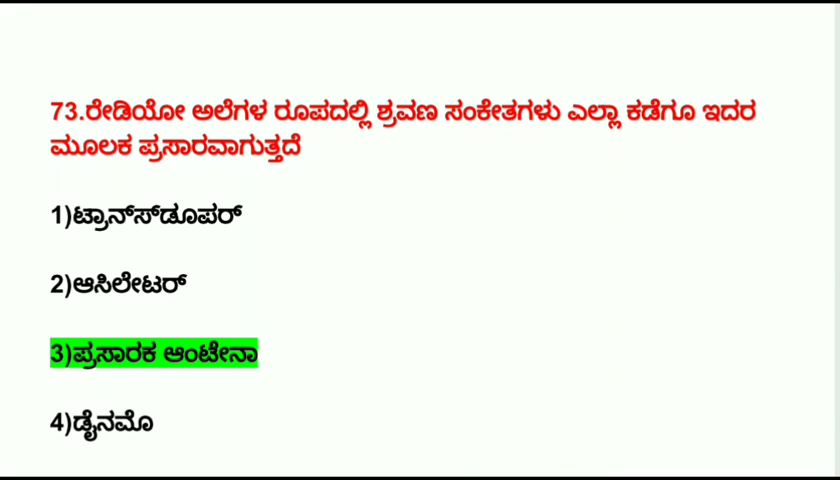 73.ರೇಡಿಯೋ ಅಲೆಗಳ ರೂಪದಲ್ಲಿ ಶ್ರವಣ ಸಂಕೇತಗಳು ಎಲ್ಲಾ ಕಡೆಗೂ ಇದರ
ಮೂಲಕ ಪ್ರಸಾರವಾಗುತ್ತದೆ
1)ಟ್ರಾನ್ಸ್‌ಡೂಪರ್
2)ಆಸಿಲೇಟರ್
3)ಪ್ರಸಾರಕ ಆಂಟೇನಾ
4)ಡೈನಮೊ